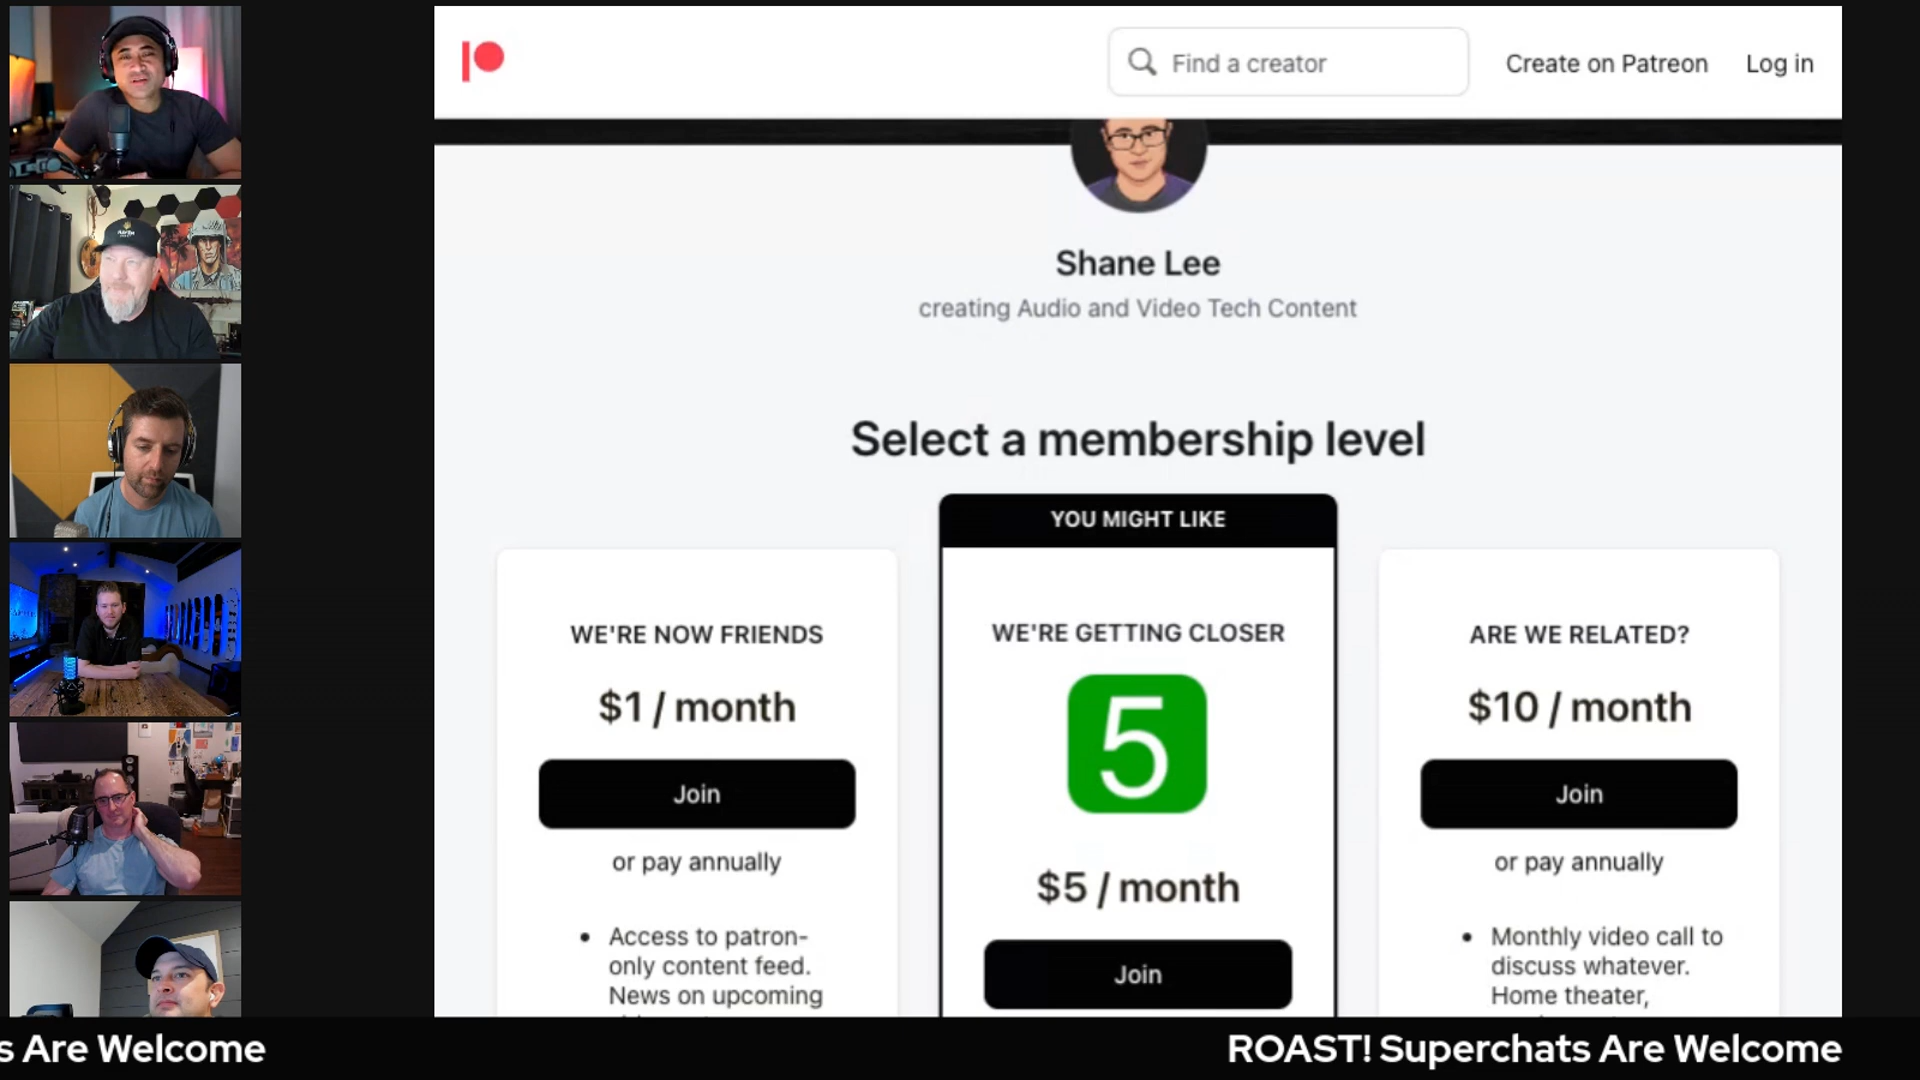 Find a creator
Create on Patreon
Log in
Shane Lee
creating Audio and Video Tech Content
Select a membership level
YOU MIGHT LIKE
WE'RE NOW FRIENDS
$1 / month
Join
or pay annually
• Access to patron-
only content feed.
News on upcoming
WE'RE GETTING CLOSER
5
$5 / month
Join
ARE WE RELATED?
$10 / month
Join
or pay annually
• Monthly video call to
discuss whatever.
Home theater,
s Are Welcome
ROAST! Superchats Are Welcome